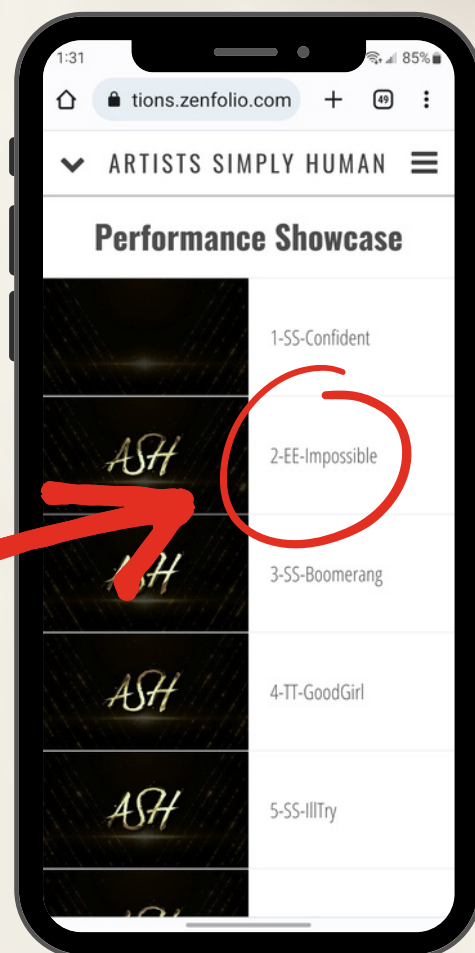 1:31
85%
tions.zenfolio.com
49
ARTISTS SIMPLY HUMAN
Performance Showcase
1-SS-Confident
ASH
2-EE-Impossible
ASH
3-SS-Boomerang
ASH
4-TT-GoodGirl
ASH
5-SS-IllTry
ASH